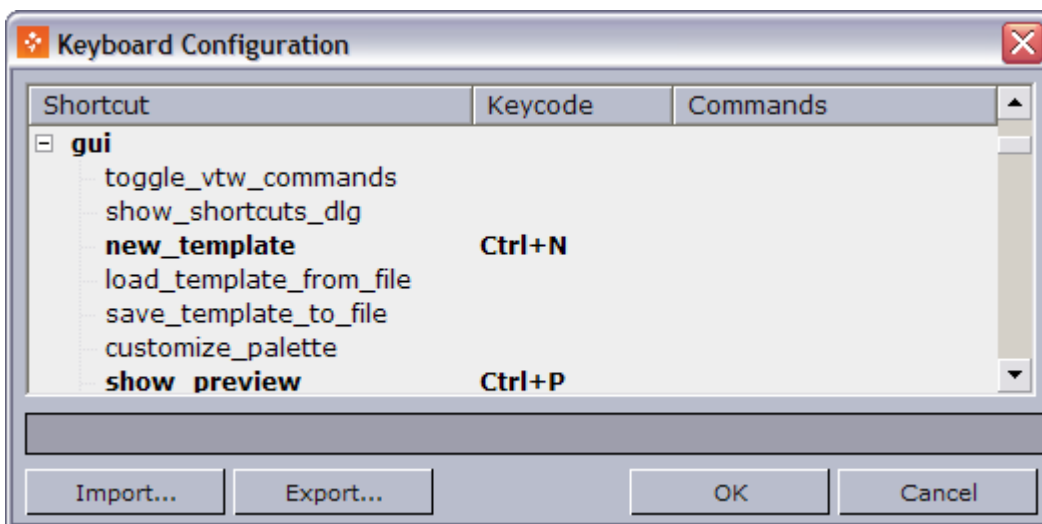 Keyboard Configuration
Shortcut Keycode Commands
gui
toggle_vtw_commands
show_shortcuts_dlg
new_template Ctrl+N
load_template_from_file
save_template_to_file
customize_palette
show_preview Ctrl+P
Import... Export... OK Cancel